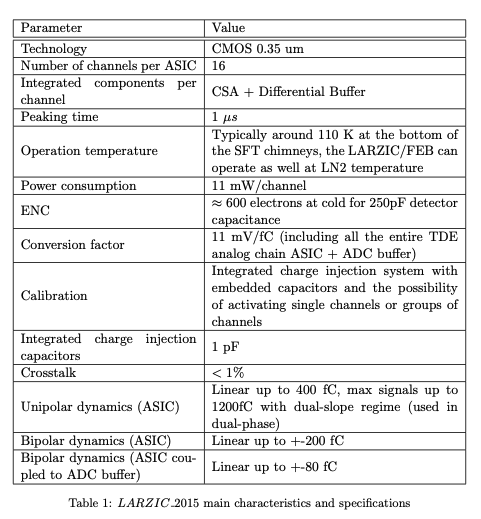 Parameter Value
Technology CMOS 0.35 um
Number of channels per ASIC 16
Integrated components per
channel
CSA + Differential Buffer
Peaking time 1 μs
Operation temperature
Typically around 110 K at the bottom of
the SFT chimneys, the LARZIC/FEB can
operate as well at LN2 temperature
Power consumption 11 mW/channel
ENC
≈ 600 electrons at cold for 250pF detector
capacitance
Conversion factor
11 mV/fC (including all the entire TDE
analog chain ASIC + ADC buffer)
Calibration
Integrated charge injection system with
embedded capacitors and the possibility
of activating single channels or groups of
channels
Integrated charge injection
capacitors
1 pF
Crosstalk < 1%
Unipolar dynamics (ASIC)
Linear up to 400 fC, max signals up to
1200fC with dual-slope regime (used in
dual-phase)
Bipolar dynamics (ASIC) Linear up to +-200 fC
Bipolar dynamics (ASIC cou-
pled to ADC buffer)
Linear up to +-80 fC
Table 1: LARZIC_2015 main characteristics and specifications